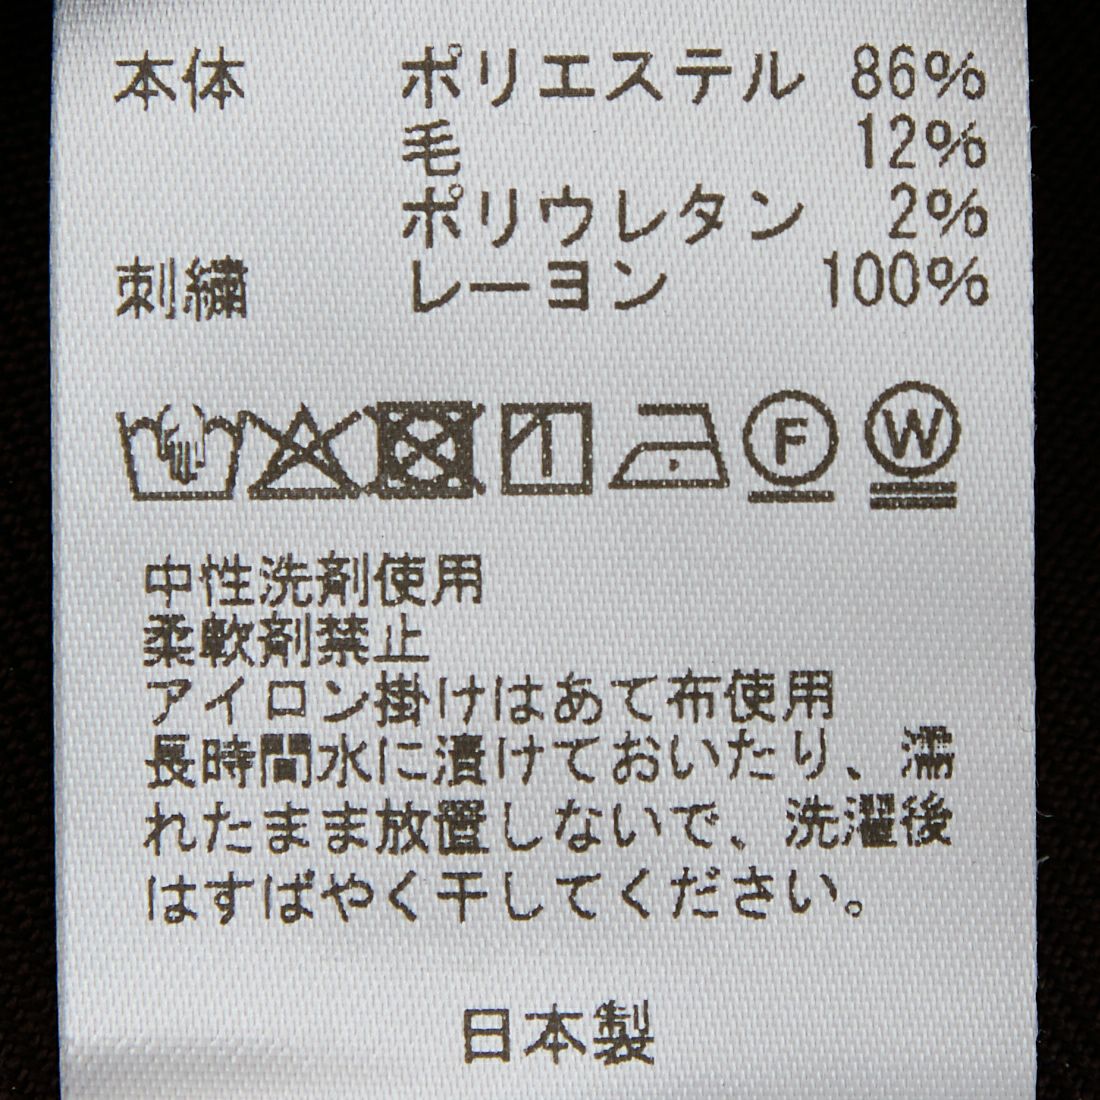 本体 ポリエステル 86%
毛 12%
ポリウレタン 2%
刺繍 レーヨン 100%
F W
中性洗剤使用
柔軟剤禁止
アイロン掛けはあて布使用
長時間水に漬けておいたり、濡
れたまま放置しないで、洗濯後
はすばやく干してください。
日本製